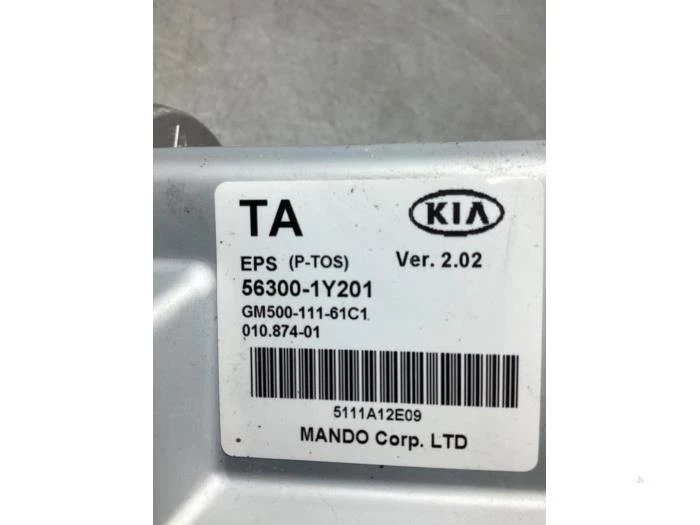 TA KIA
EPS (P-TOS) Ver. 2.02
56300-1Y201
GM500-111-61C1
010.874-01
5111A12E09
MANDO Corp. LTD